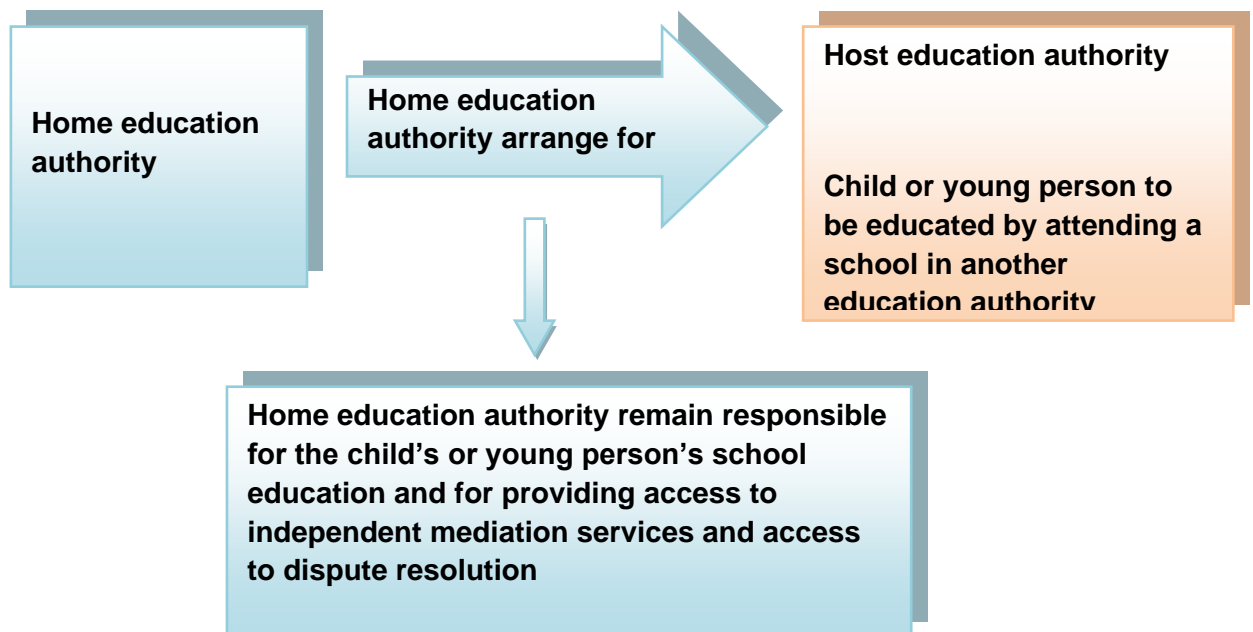 Home education
authority
Home education
authority arrange for
Host education authority
Child or young person to
be educated by attending a
school in another
education authority
Home education authority remain responsible
for the child’s or young person’s school
education and for providing access to
independent mediation services and access
to dispute resolution